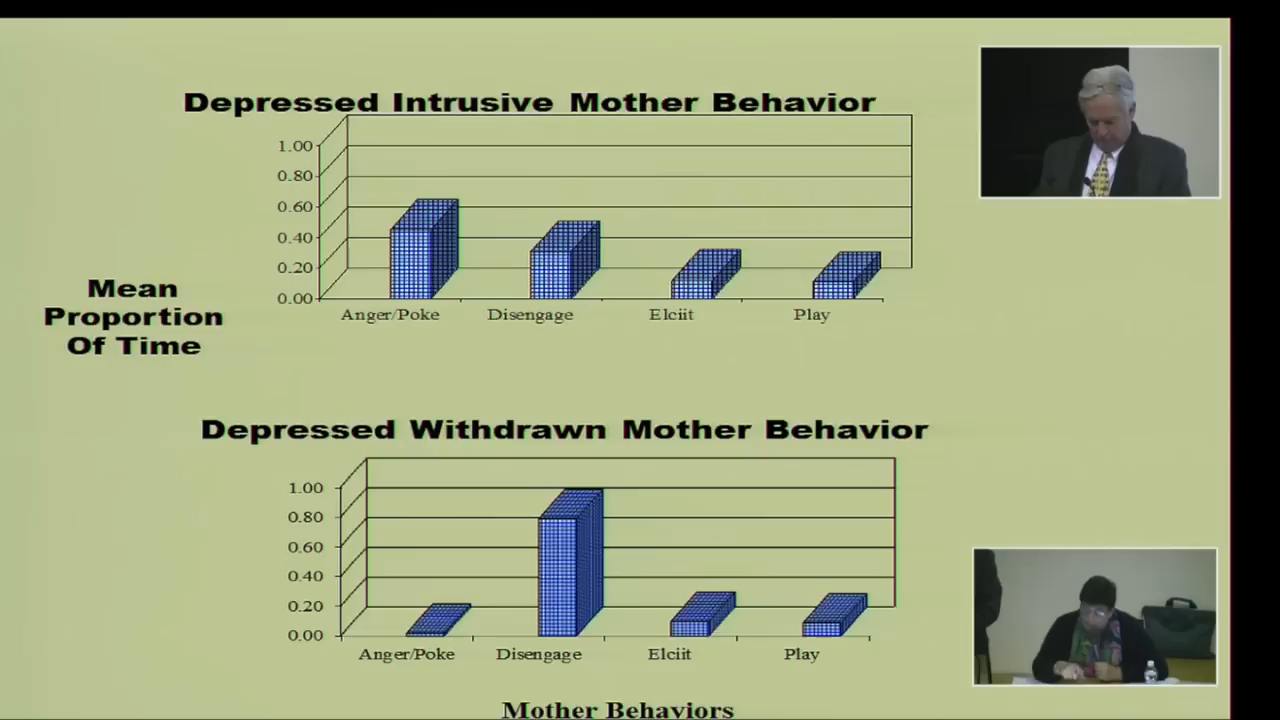 Depressed Intrusive Mother Behavior
1.00
0.80
0.60
0.40
0.20
0.00
Anger/Poke Disengage Elciit Play
Mean
Proportion
Of Time
Depressed Withdrawn Mother Behavior
1.00
0.80
0.60
0.40
0.20
0.00
Anger/Poke Disengage Elciit Play
Mother Behaviors